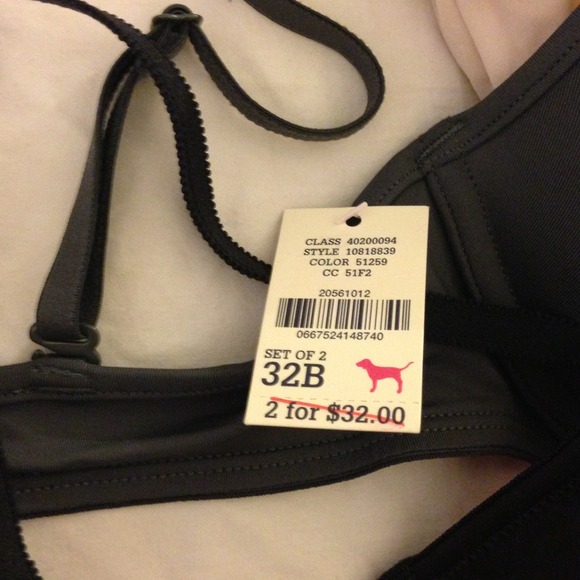 CLASS 40200094
STYLE 10818839
COLOR 51259
CC 51F2
20561012
0667524148740
SET OF 2
32B
2 for $32.00